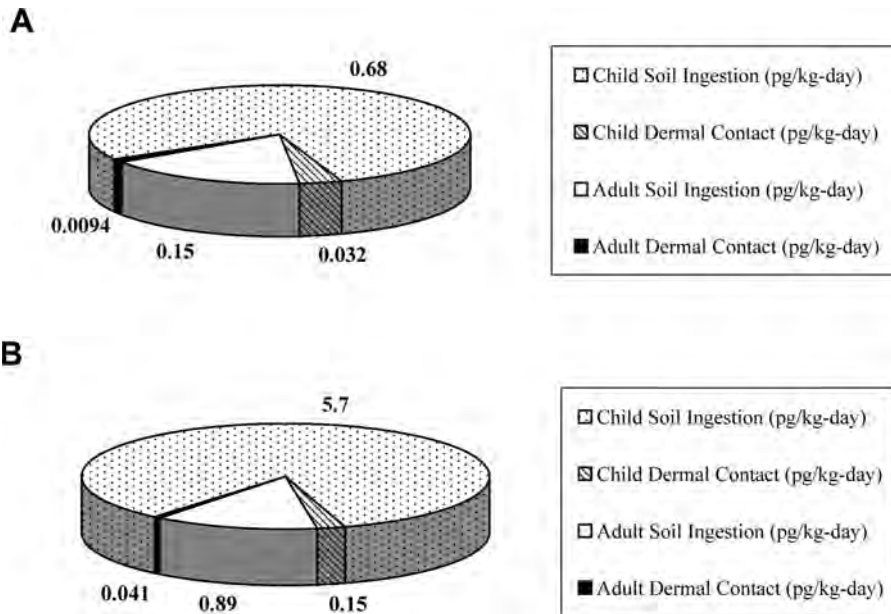 A
0.68
0.0094
0.15
0.032
Child Soil Ingestion (pg/kg-day)
Child Dermal Contact (pg/kg-day)
Adult Soil Ingestion (pg/kg-day)
Adult Dermal Contact (pg/kg-day)
B
5.7
0.041
0.89
0.15
Child Soil Ingestion (pg/kg-day)
Child Dermal Contact (pg/kg-day)
Adult Soil Ingestion (pg/kg-day)
Adult Dermal Contact (pg/kg-day)